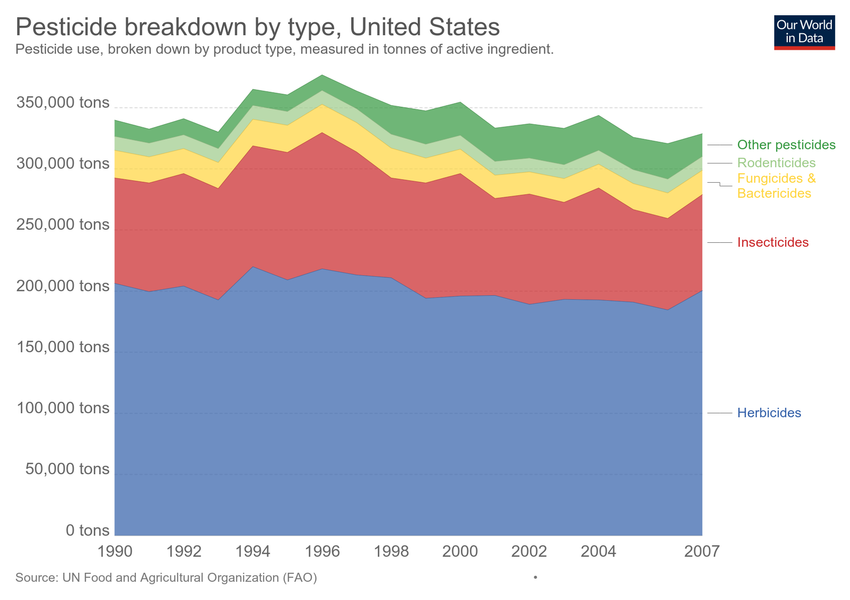 Pesticide breakdown by type, United States
Pesticide use, broken down by product type, measured in tonnes of active ingredient.
Our World
in Data
350,000 tons
300,000 tons
250,000 tons
200,000 tons
150,000 tons
100,000 tons
50,000 tons
0 tons
Other pesticides
Rodenticides
Fungicides &
Bactericides
Insecticides
Herbicides
1990 1992 1994 1996 1998 2000 2002 2004 2007
Source: UN Food and Agricultural Organization (FAO)